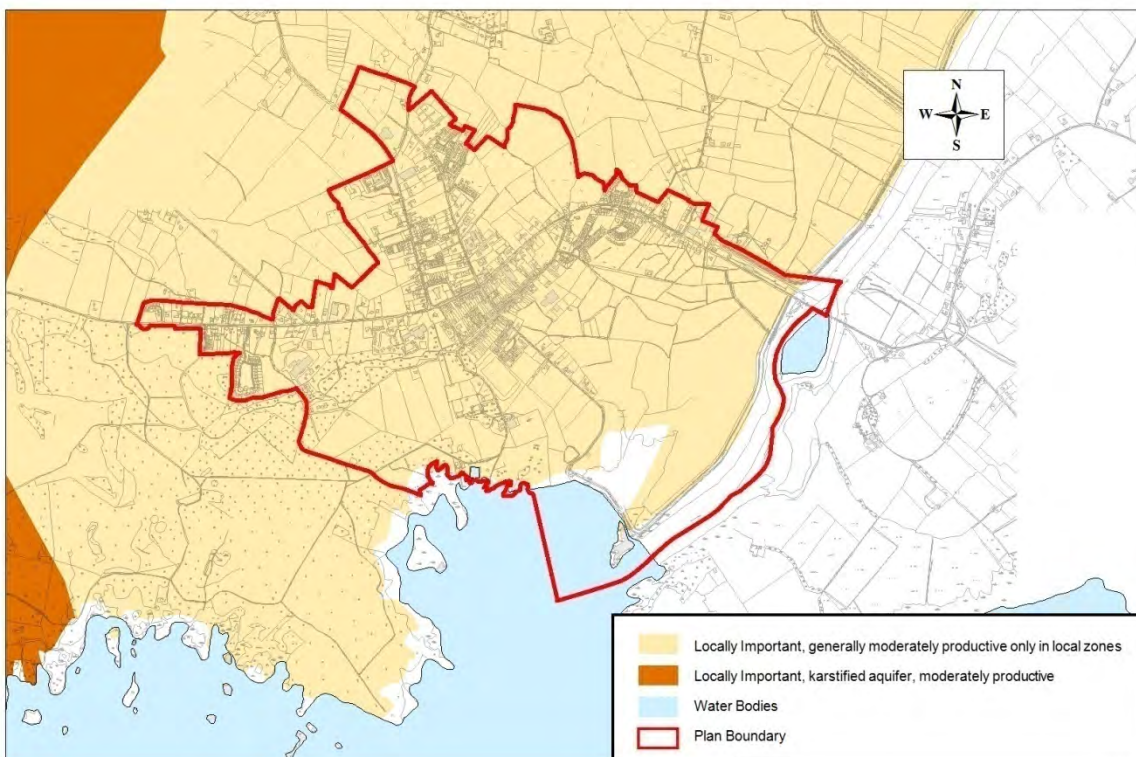 N
W E
S
Locally Important, generally moderately productive only in local zones
Locally Important, karstified aquifer, moderately productive
Water Bodies
Plan Boundary